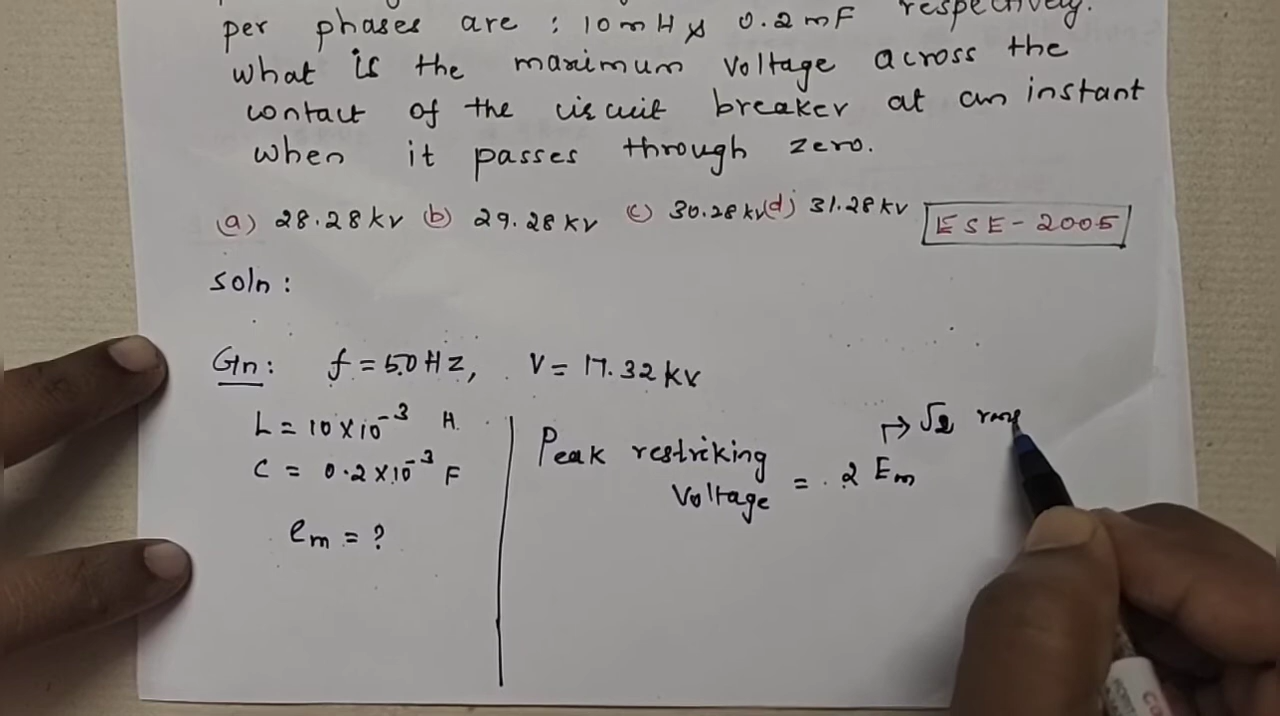 per phases are : 10mH & 0.2mF respectively.
what is the maximum voltage across the
contact of the circuit breaker at an instant
when it passes through zero.
(a) 28.28kv (b) 29.28kv (c) 30.28kv (d) 31.28kv ESE-2005
soln :
Gn: f = 50Hz, V = 17.32kv
L = 10×10⁻³ H.
C = 0.2×10⁻³ F
em = ?
Peak restriking
Voltage = 2 Em
→ √2 rms